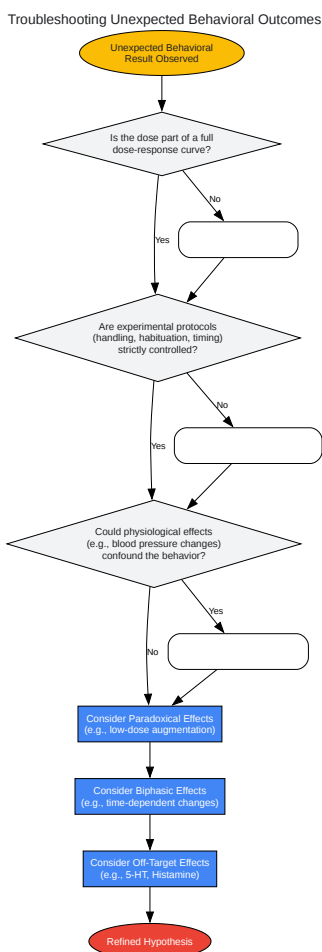 Troubleshooting Unexpected Behavioral Outcomes
Unexpected Behavioral
Result Observed
Is the dose part of a full
dose-response curve?
No
Yes
Are experimental protocols
(handling, habituation, timing)
strictly controlled?
No
Yes
Could physiological effects
(e.g., blood pressure changes)
confound the behavior?
Yes
No
Consider Paradoxical Effects
(e.g., low-dose augmentation)
Consider Biphasic Effects
(e.g., time-dependent changes)
Consider Off-Target Effects
(e.g., 5-HT, Histamine)
Refined Hypothesis